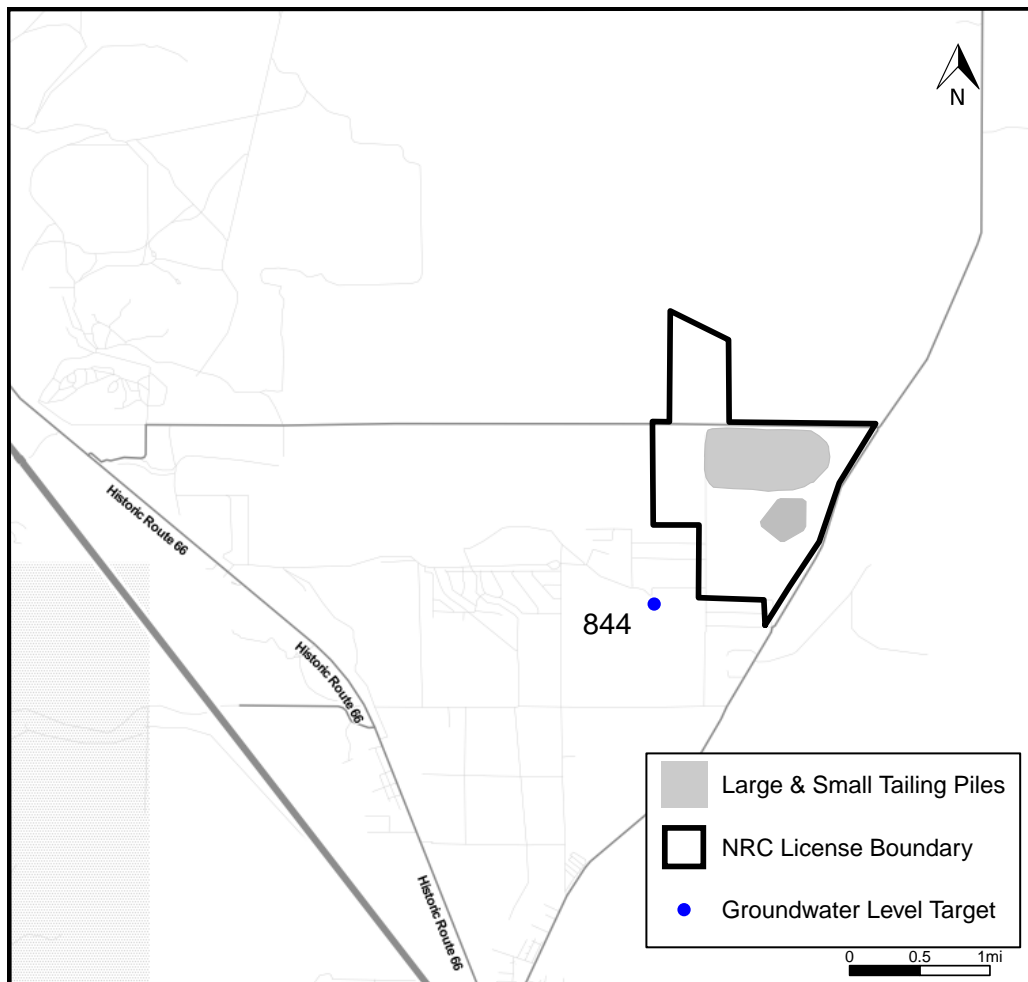 N
Historic Route 66
Historic Route 66
844
Historic Route 66
Large & Small Tailing Piles
NRC License Boundary
Groundwater Level Target
0 0.5 1mi